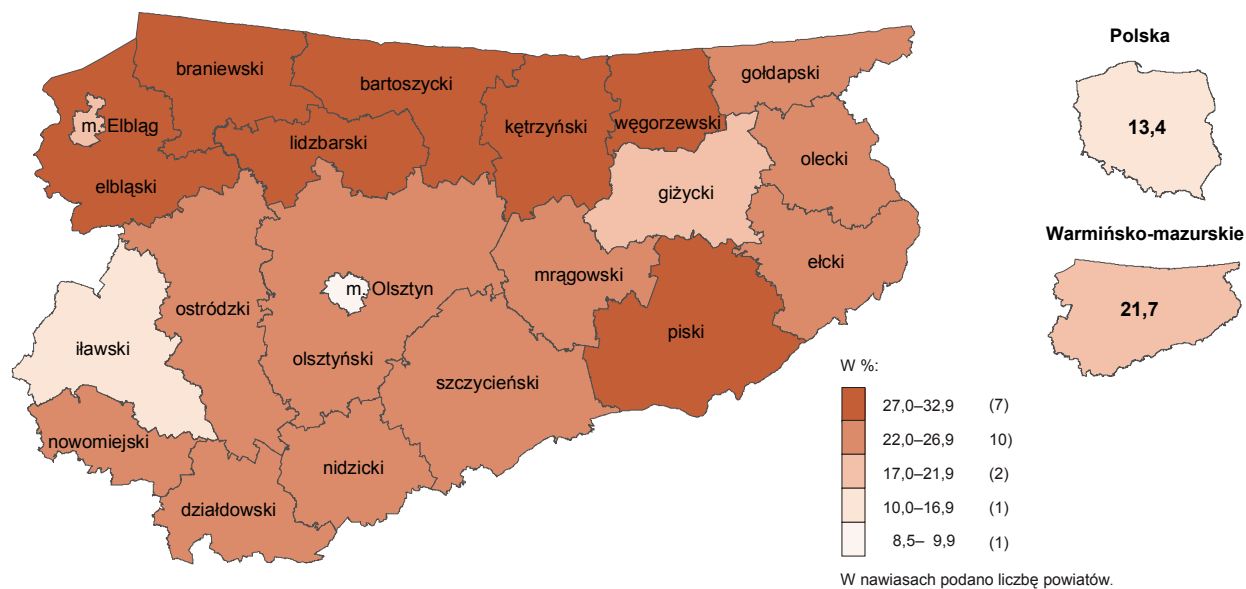 Polska
13,4
Warmińsko-mazurskie
21,7
braniewski
bartoszycki
gołdapski
m. Elbląg
kętrzyński
węgorzewski
lidzbarski
olecki
elbląski
giżycki
mrągowski
ełcki
m. Olsztyn
ostródzki
piski
iławski
olsztyński
szczycieński
nowomiejski
nidzicki
działdowski
W %:
27,0–32,9 (7)
22,0–26,9 10)
17,0–21,9 (2)
10,0–16,9 (1)
8,5– 9,9 (1)
W nawiasach podano liczbę powiatów.